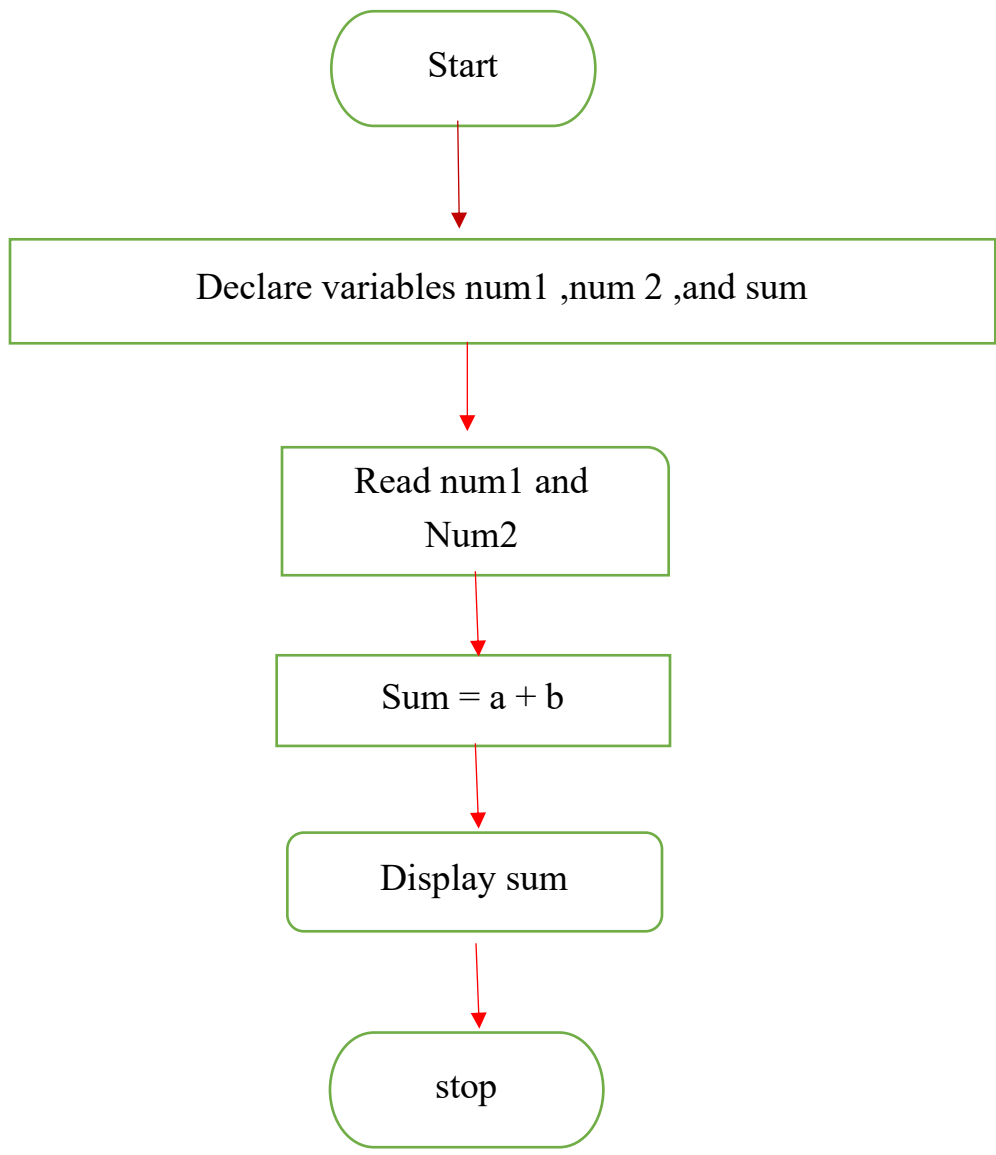 Start
Declare variables num1 ,num 2 ,and sum
Read num1 and
Num2
Sum = a + b
Display sum
stop